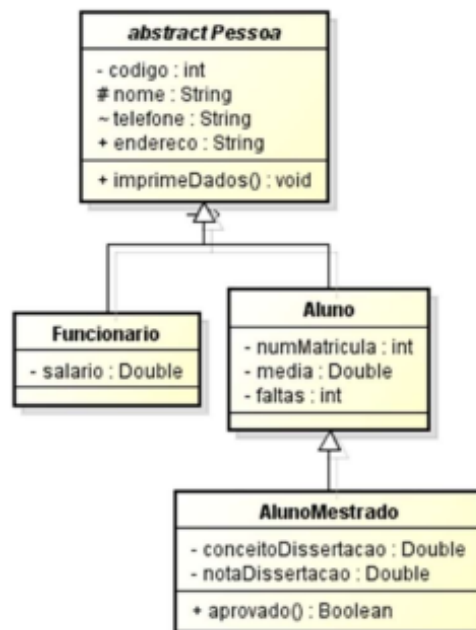 abstract Pessoa
- codigo : int
# nome : String
~ telefone : String
+ endereco : String
+ imprimeDados() : void
Funcionario
- salario : Double
Aluno
- numMatricula : int
- media : Double
- faltas : int
AlunoMestrado
- conceitoDissertacao : Double
- notaDissertacao : Double
+ aprovado() : Boolean